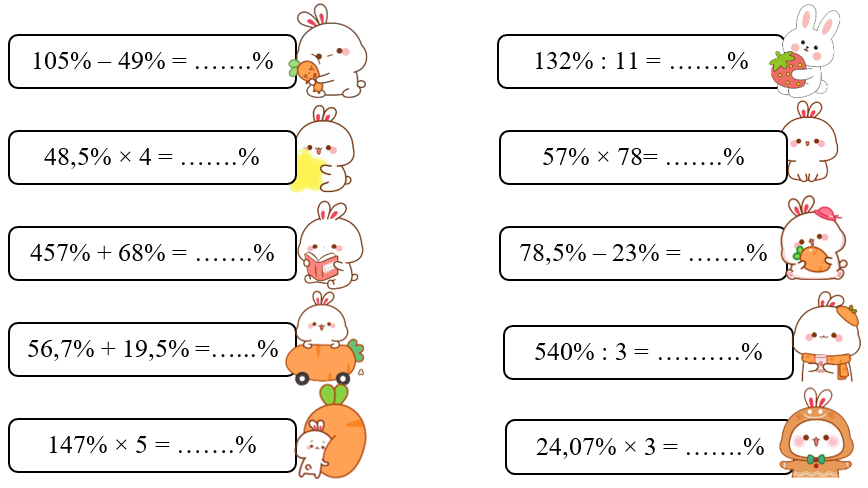 105% – 49% = …….%
48,5% × 4 = …….%
457% + 68% = …….%
56,7% + 19,5% =…...%
147% × 5 = …….%
132% : 11 = …….%
57% × 78= …….%
78,5% – 23% = …….%
540% : 3 = ……….%
24,07% × 3 = …….%